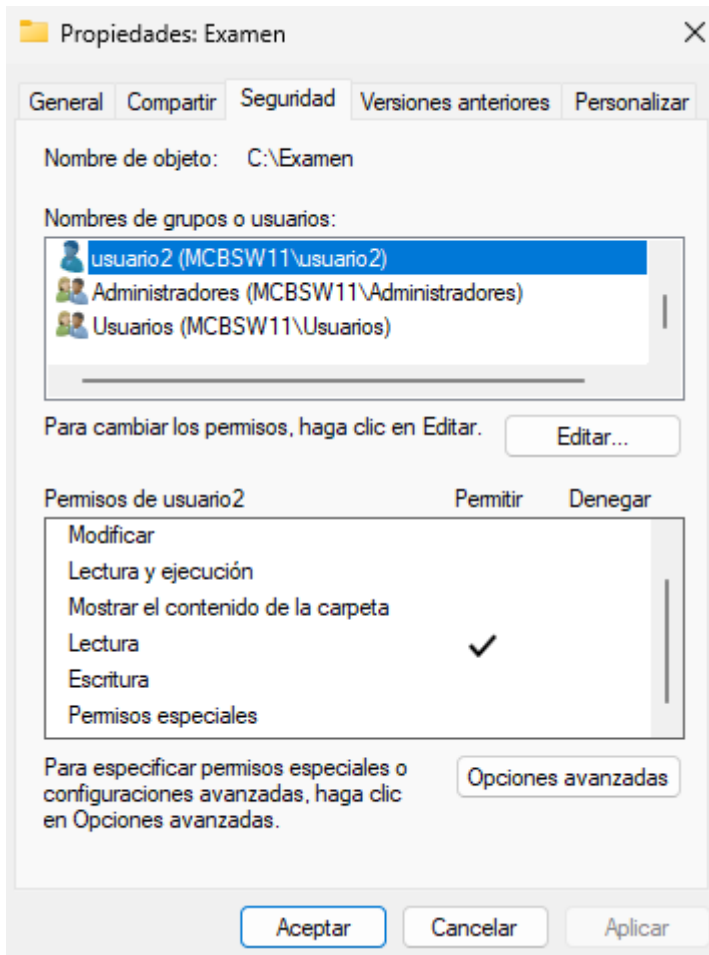 Propiedades: Examen
General Compartir Seguridad Versiones anteriores Personalizar
Nombre de objeto: C:\Examen
Nombres de grupos o usuarios:
usuario2 (MCBSW11\usuario2)
Administradores (MCBSW11\Administradores)
Usuarios (MCBSW11\Usuarios)
Para cambiar los permisos, haga clic en Editar. Editar...
Permisos de usuario2 Permitir Denegar
Modificar
Lectura y ejecución
Mostrar el contenido de la carpeta
Lectura
Escritura
Permisos especiales
Para especificar permisos especiales o
configuraciones avanzadas, haga clic
en Opciones avanzadas.
Opciones avanzadas
Aceptar Cancelar Aplicar